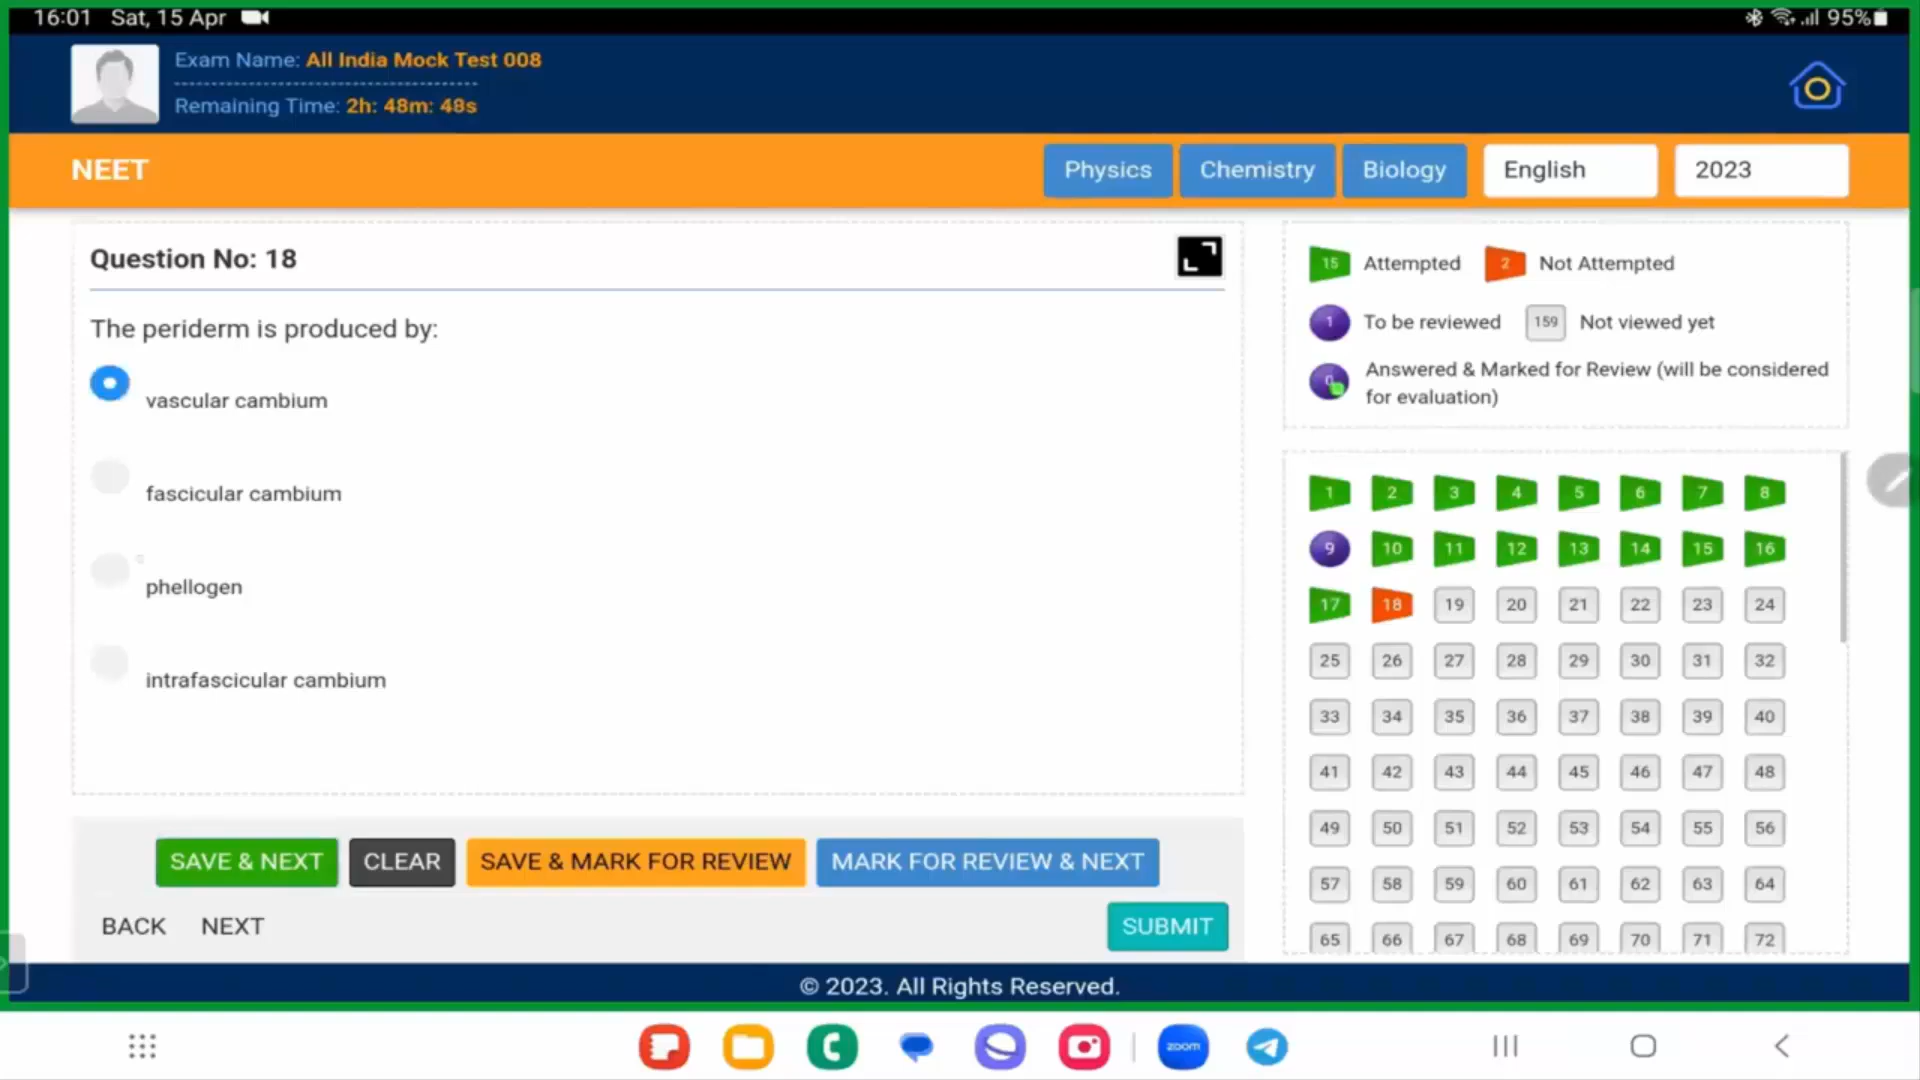 16:01 Sat, 15 Apr
95%
Exam Name: All India Mock Test 008
Remaining Time: 2h: 48m: 48s
NEET
Physics Chemistry Biology English 2023
Question No: 18
The periderm is produced by:
vascular cambium
fascicular cambium
phellogen
intrafascicular cambium
SAVE & NEXT CLEAR SAVE & MARK FOR REVIEW MARK FOR REVIEW & NEXT
BACK NEXT SUBMIT
15 Attempted 2 Not Attempted
1 To be reviewed 159 Not viewed yet
0 Answered & Marked for Review (will be considered
for evaluation)
1 2 3 4 5 6 7 8
9 10 11 12 13 14 15 16
17 18 19 20 21 22 23 24
25 26 27 28 29 30 31 32
33 34 35 36 37 38 39 40
41 42 43 44 45 46 47 48
49 50 51 52 53 54 55 56
57 58 59 60 61 62 63 64
65 66 67 68 69 70 71 72
© 2023. All Rights Reserved.
zoom